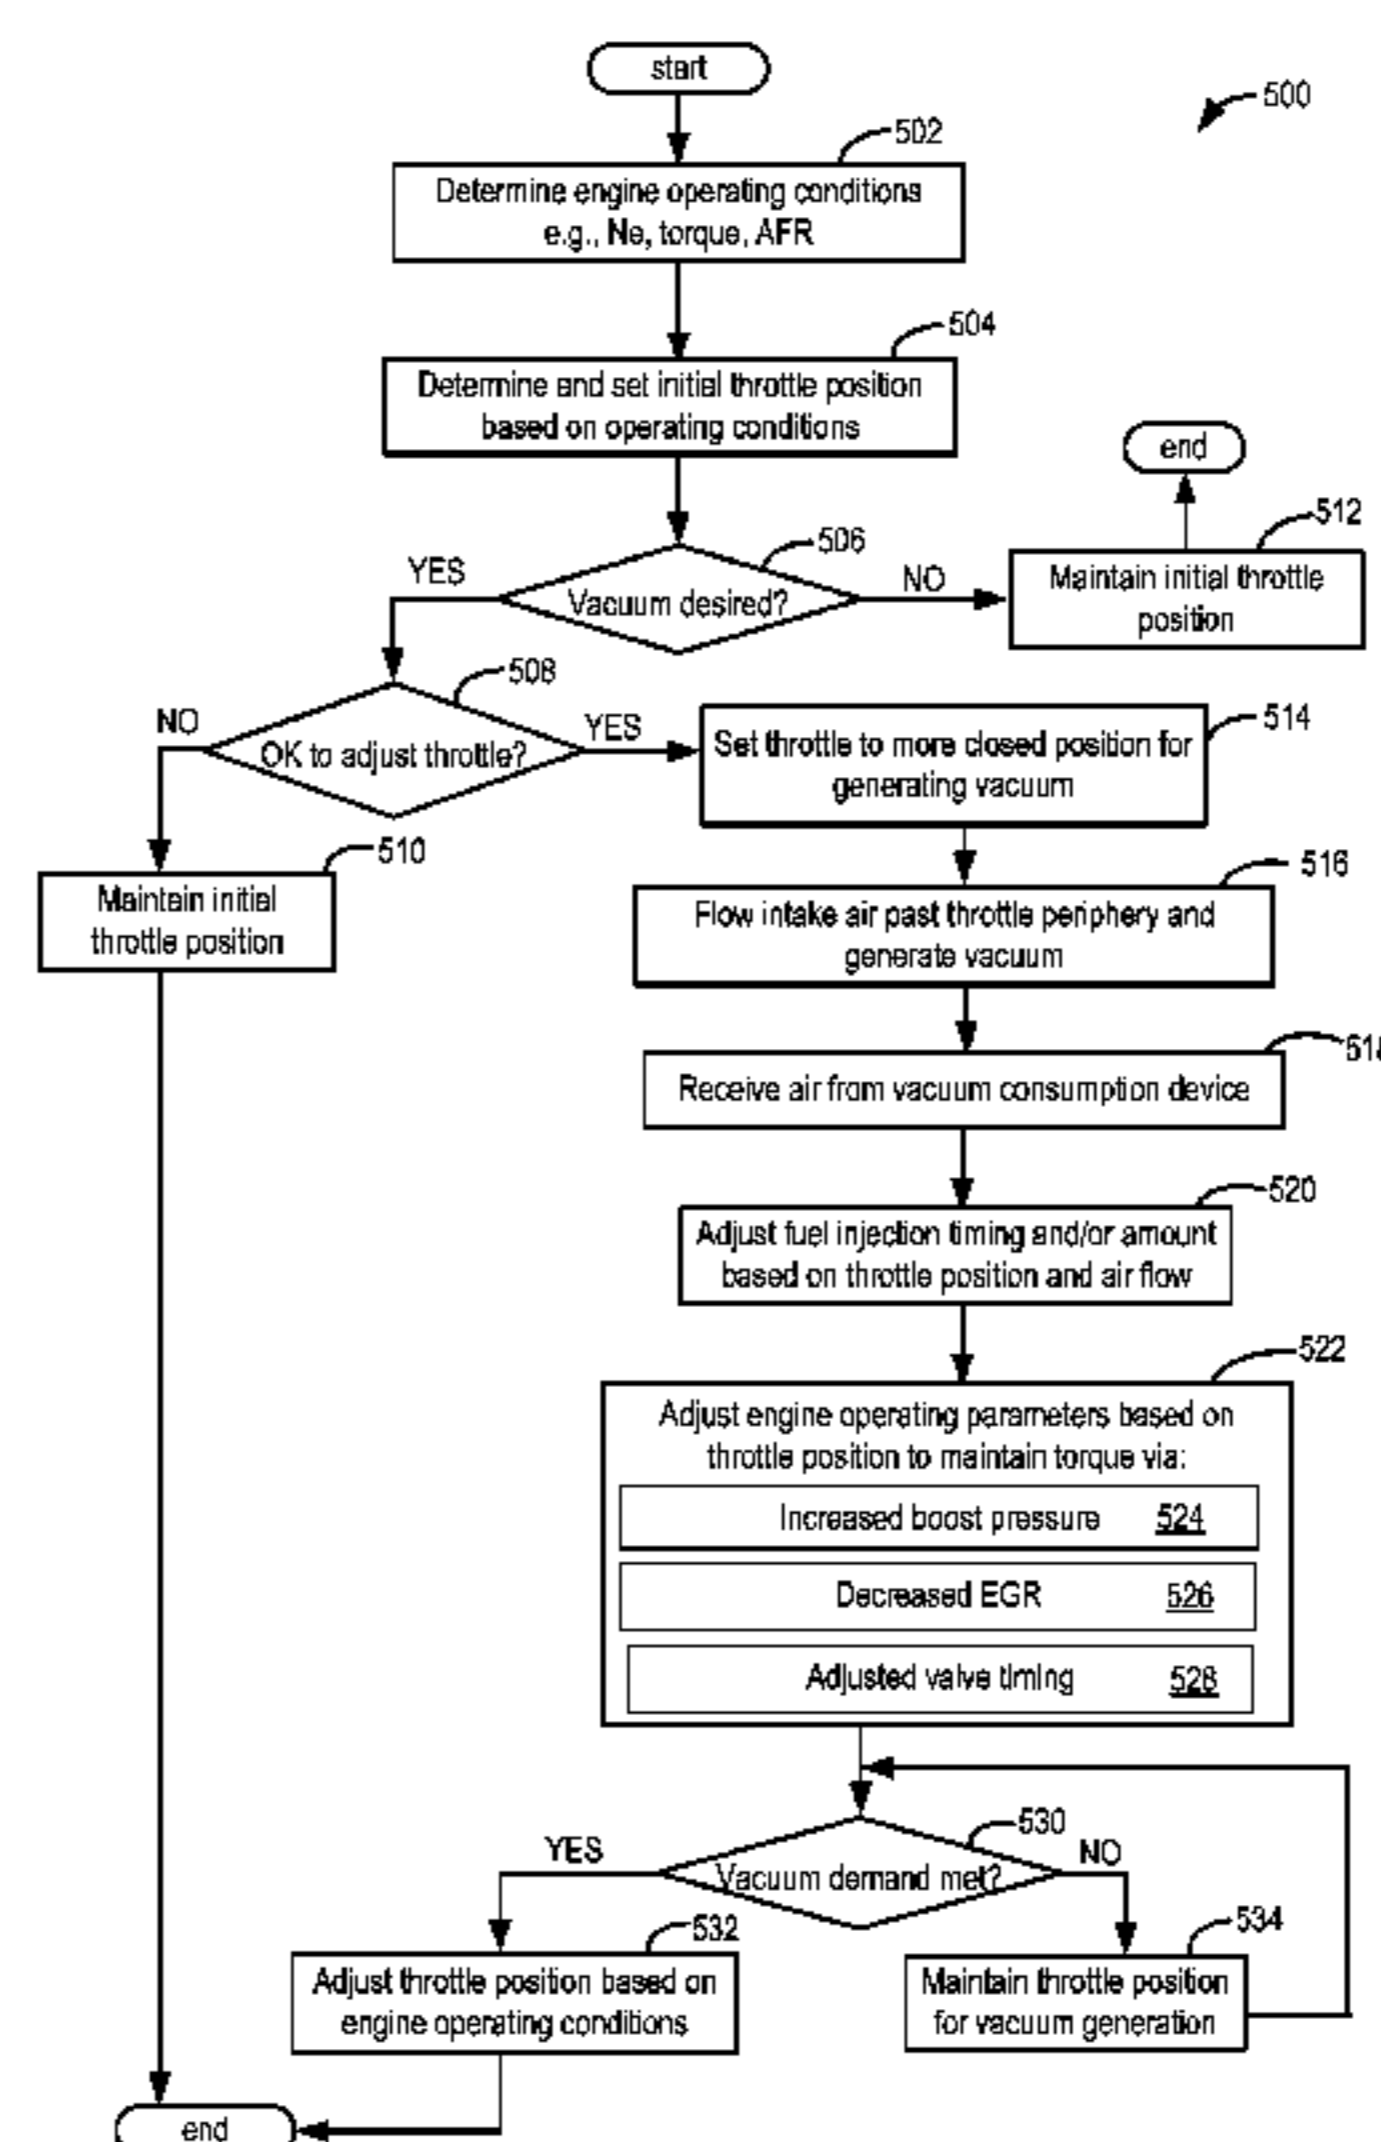 start
500
502
Determine engine operating conditions
e.g., Ne, torque, AFR
504
Determine and set initial throttle position
based on operating conditions
end
512
506
YES
Vacuum desired?
NO
Maintain initial throttle
position
508
NO
OK to adjust throttle?
YES
514
Set throttle to more closed position for
generating vacuum
510
Maintain initial
throttle position
516
Flow intake air past throttle periphery and
generate vacuum
518
Receive air from vacuum consumption device
520
Adjust fuel injection timing and/or amount
based on throttle position and air flow
522
Adjust engine operating parameters based on
throttle position to maintain torque via:
Increased boost pressure 524
Decreased EGR 526
Adjusted valve timing 528
530
YES
Vacuum demand met?
NO
532
Adjust throttle position based on
engine operating conditions
534
Maintain throttle position
for vacuum generation
end